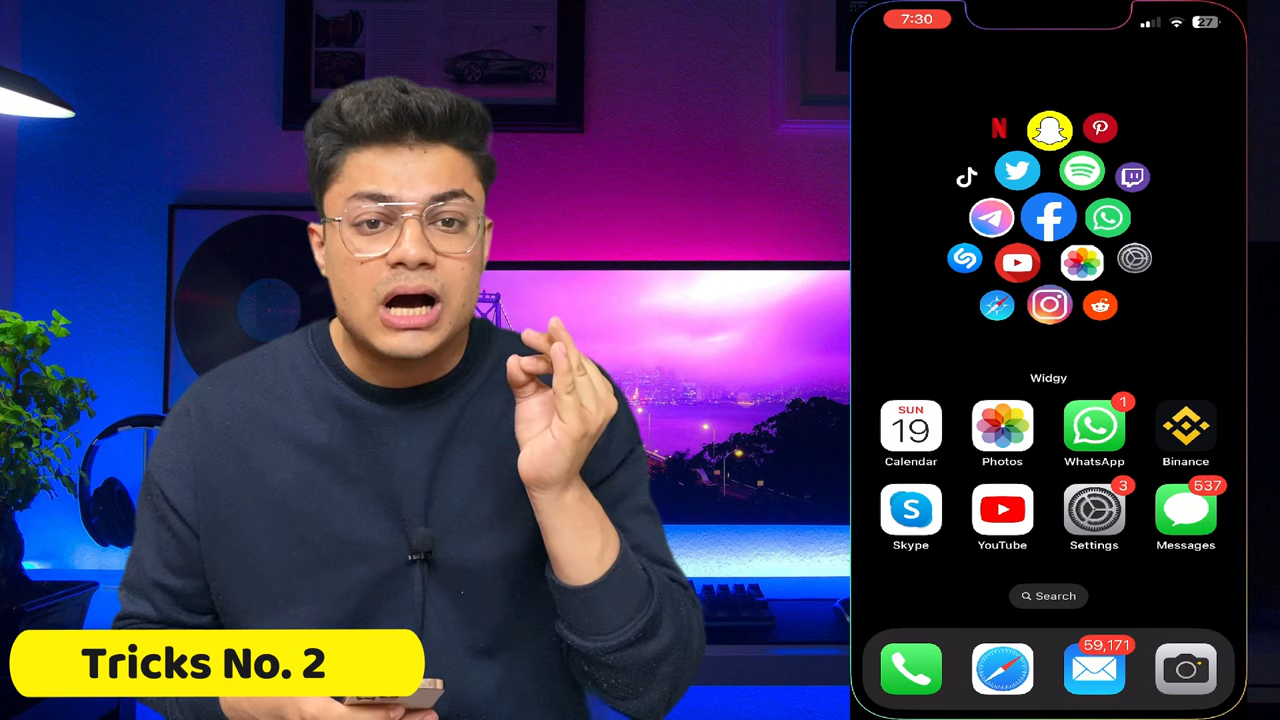 7:30
27
Widgy
SUN
19
1
Calendar
Photos
WhatsApp
Binance
3
537
Skype
YouTube
Settings
Messages
Search
59,171
Tricks No. 2